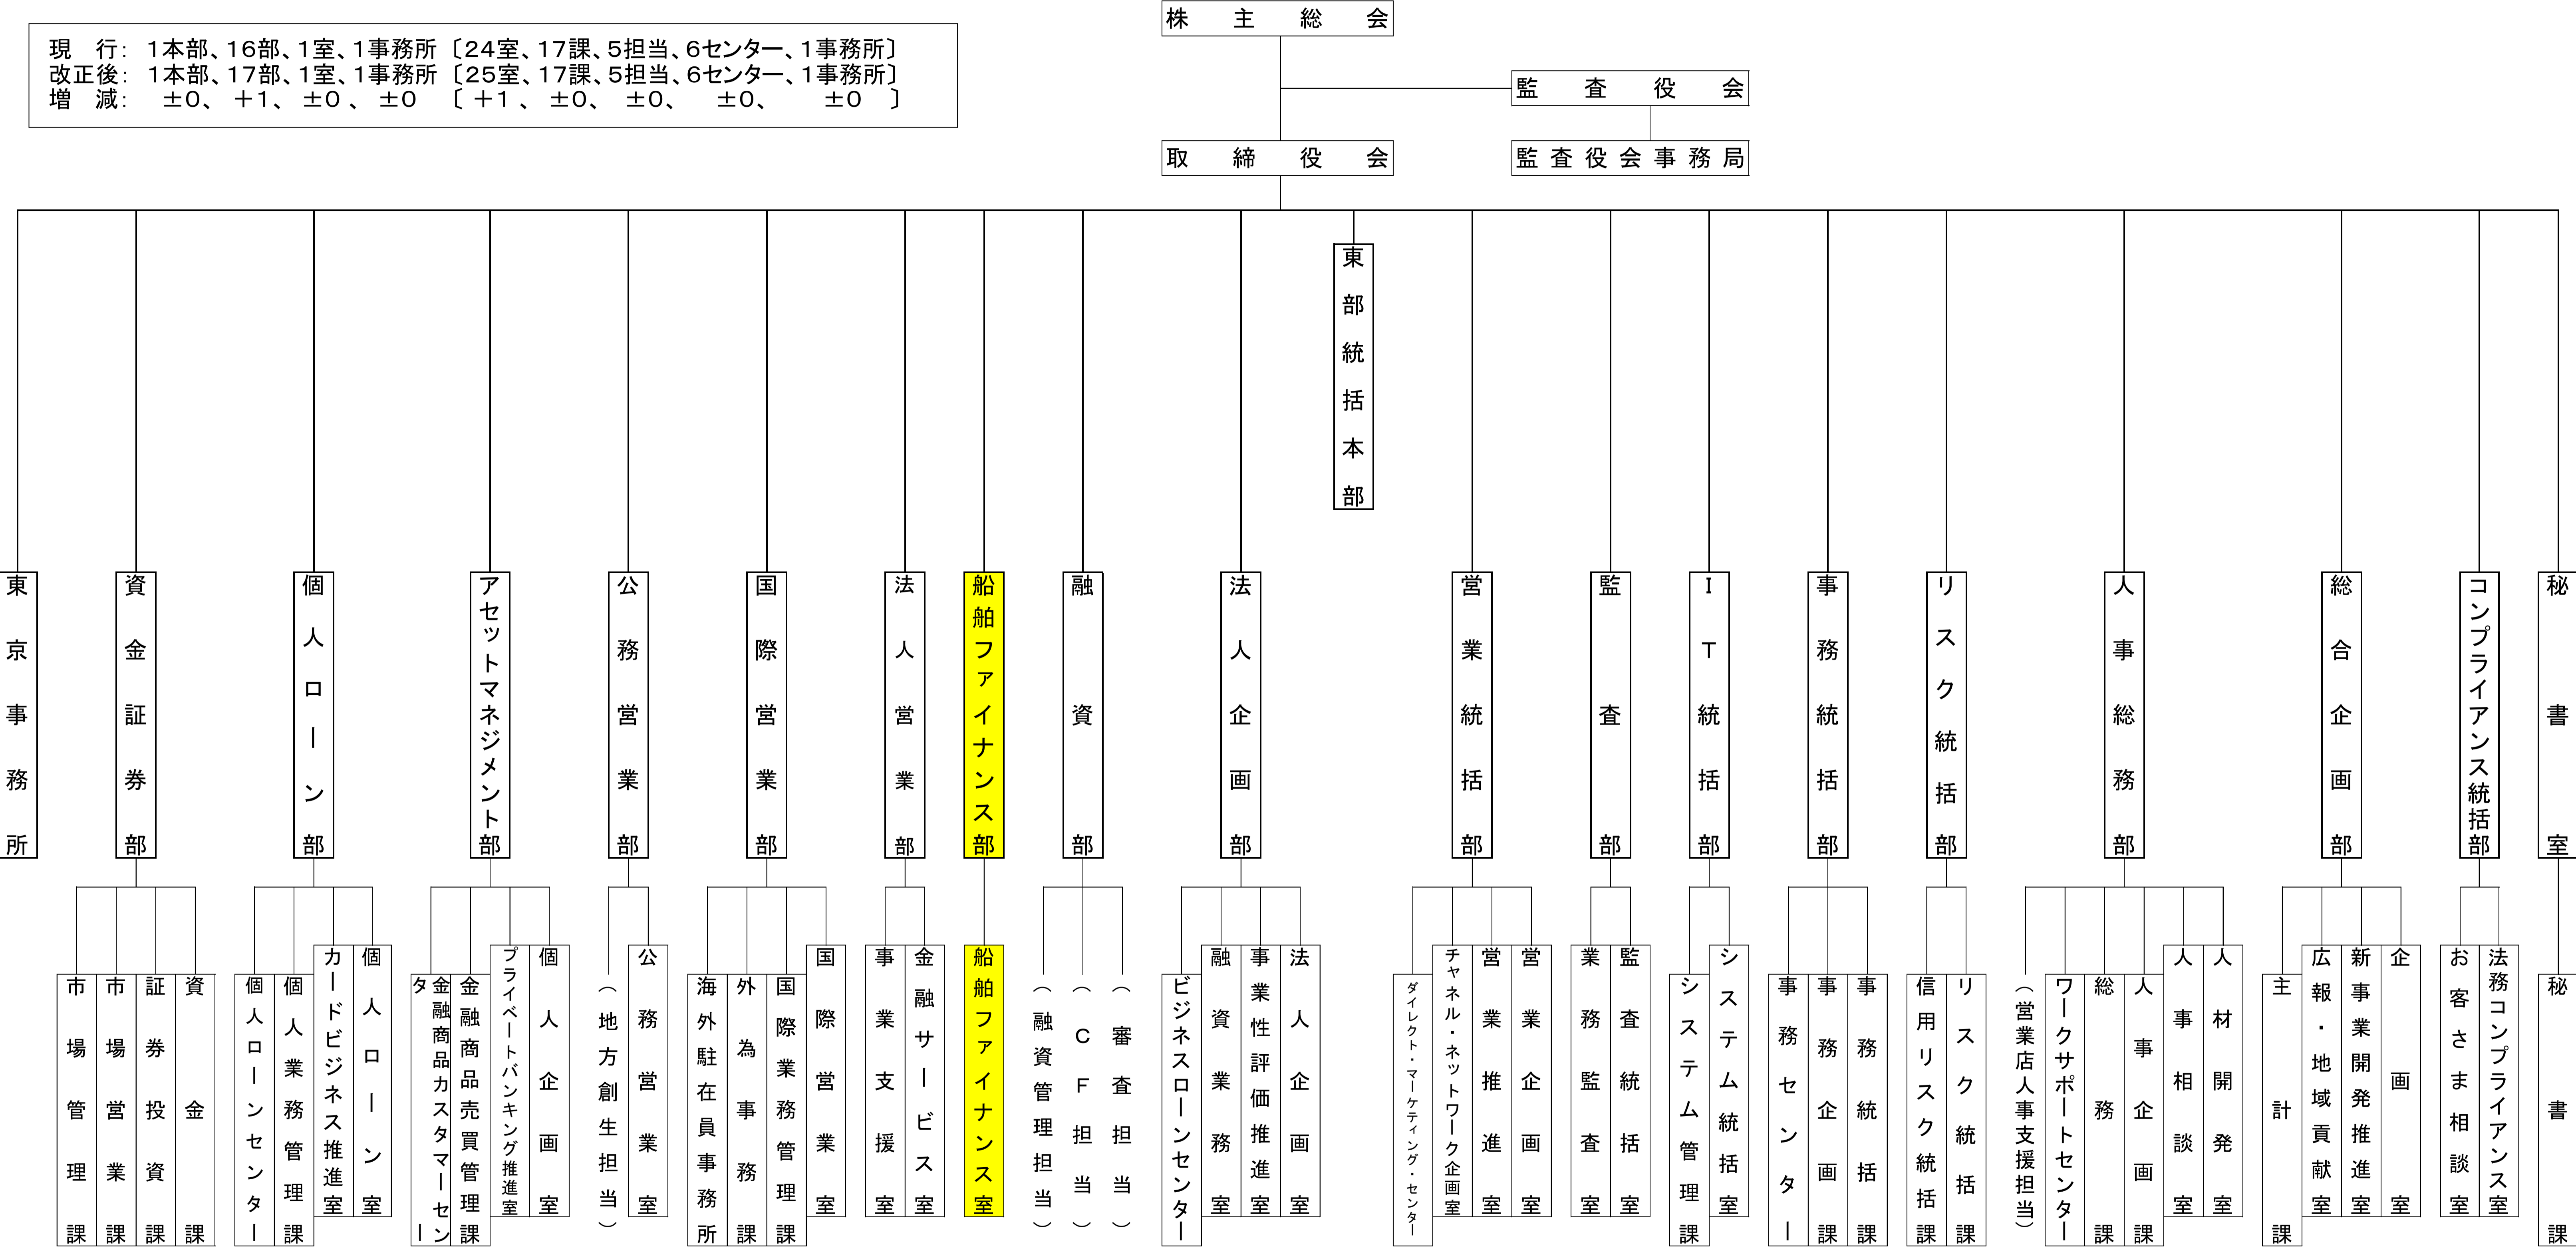 現　行：　１本部、１６部、１室、１事務所〔２４室、１７課、５担当、６センター、１事務所〕
改正後：　１本部、１７部、１室、１事務所〔２５室、１７課、５担当、６センター、１事務所〕
増　減：　±０、＋１、±０、±０〔＋１、±０、±０、±０、±０〕
株主総会
監査役会
取締役会
監査役会事務局
東部統括本部
東京事務所
資金証券部
個人ローン部
アセットマネジメント部
公務営業部
国際営業部
法人営業部
船舶ファイナンス部
融資部
法人企画部
営業統括部
監査部
ＩＴ統括部
事務統括部
リスク統括部
人事総務部
総合企画部
コンプライアンス統括部
秘書室
市場管理課
市場営業課
証券投資課
資金課
個人ローンセンター
個人業務管理課
カードビジネス推進室
個人ローン室
金融商品カスタマーセンター
金融商品売買管理課
プライベートバンキング推進室
個人企画室
（地方創生担当）
公務営業室
海外駐在員事務所
外為事務課
国際業務管理課
国際営業室
事業支援室
金融サービス室
船舶ファイナンス室
（融資管理担当）
（ＣＦ担当）
（審査担当）
ビジネスローンセンター
融資業務室
事業性評価推進室
法人企画室
ダイレクト・マーケティング・センター
チャネル・ネットワーク企画室
営業推進室
営業企画室
業務監査室
監査統括室
システム管理課
システム統括室
事務センター
事務企画課
事務統括課
信用リスク統括課
リスク統括課
（営業店人事支援担当）
ワークサポートセンター
総務課
人事企画課
人事相談室
人材開発室
主計課
広報・地域貢献室
新事業開発推進室
企画室
お客さま相談室
法務コンプライアンス室
秘書課